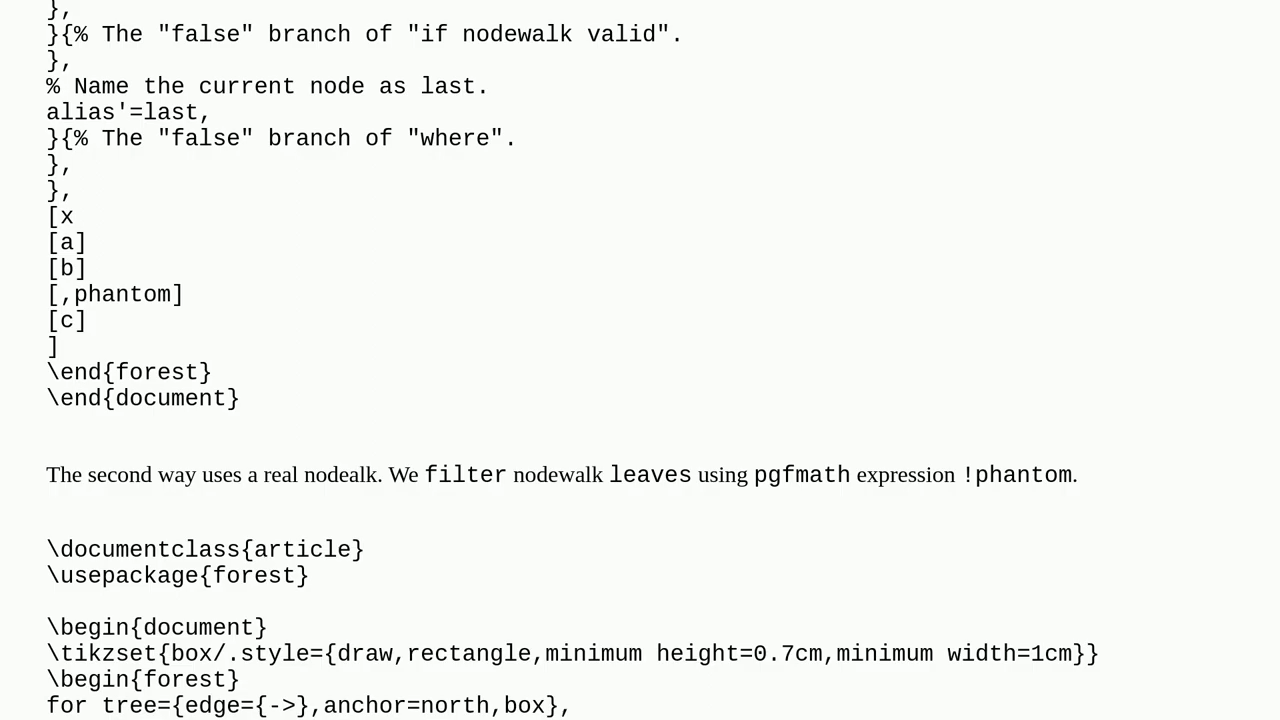 },
}{% The "false" branch of "if nodewalk valid".
},
% Name the current node as last.
alias'=last,
}{% The "false" branch of "where".
},
},
[x
[a]
[b]
[,phantom]
[c]
]
\end{forest}
\end{document}
The second way uses a real nodealk. We filter nodewalk leaves using pgfmath expression !phantom.
\documentclass{article}
\usepackage{forest}
\begin{document}
\tikzset{box/.style={draw,rectangle,minimum height=0.7cm,minimum width=1cm}}
\begin{forest}
for tree={edge={->},anchor=north,box},